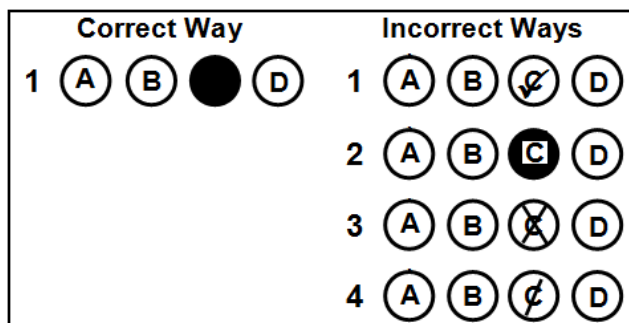 Correct Way Incorrect Ways
1 A B D 1 A B C D
2 A B C D
3 A B C D
4 A B C D